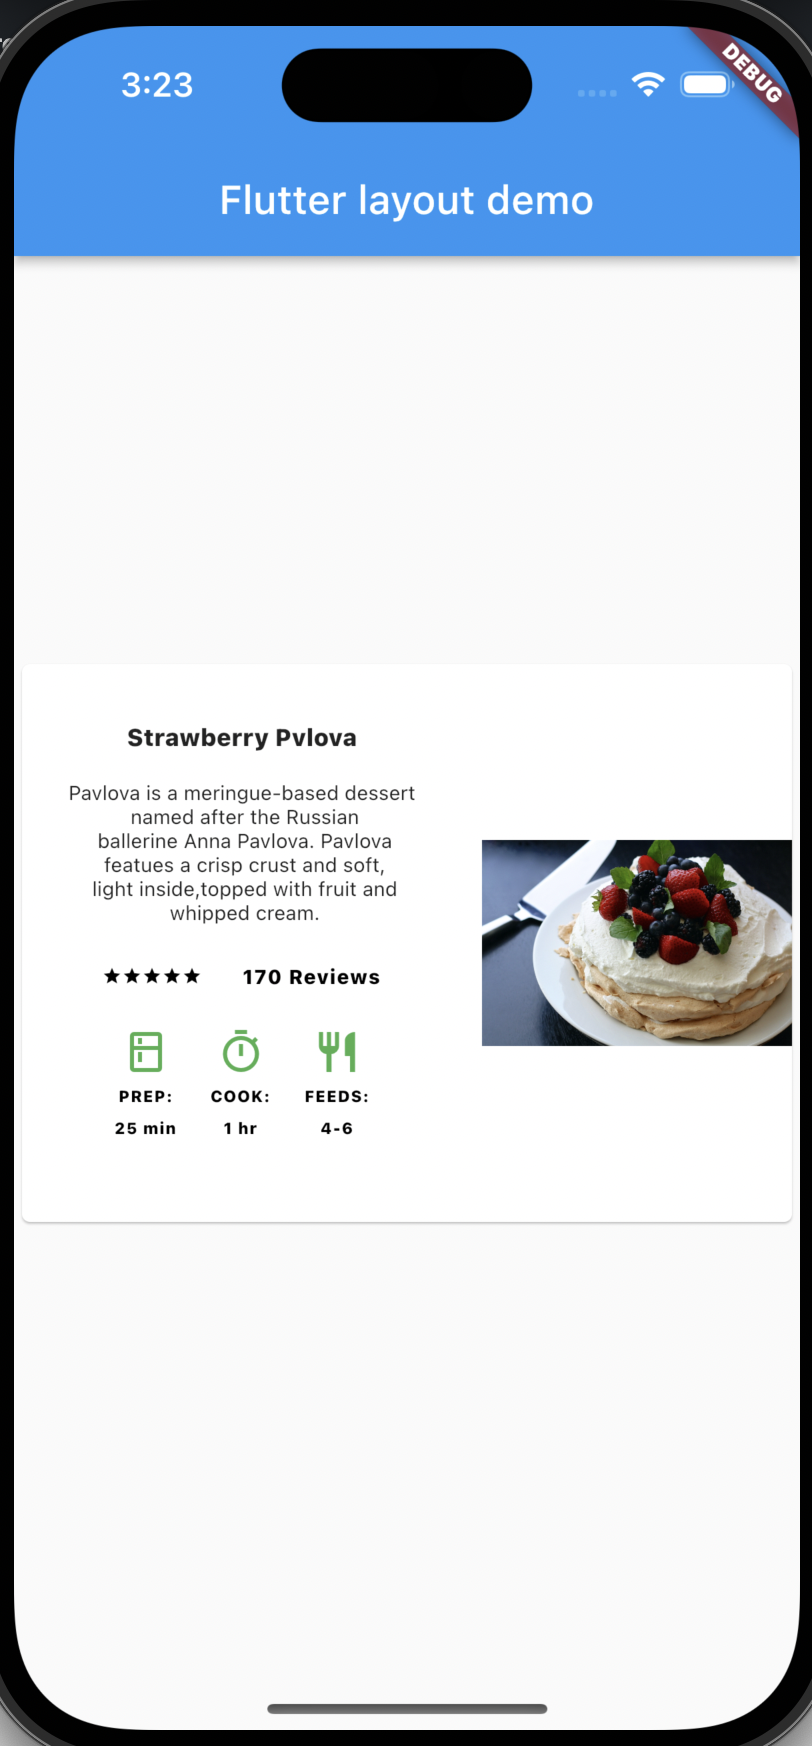 3:23
DEBUG
Flutter layout demo
Strawberry Pvlova
Pavlova is a meringue-based dessert
named after the Russian
ballerine Anna Pavlova. Pavlova
featues a crisp crust and soft,
light inside,topped with fruit and
whipped cream.
170 Reviews
PREP: COOK: FEEDS:
25 min 1 hr 4-6